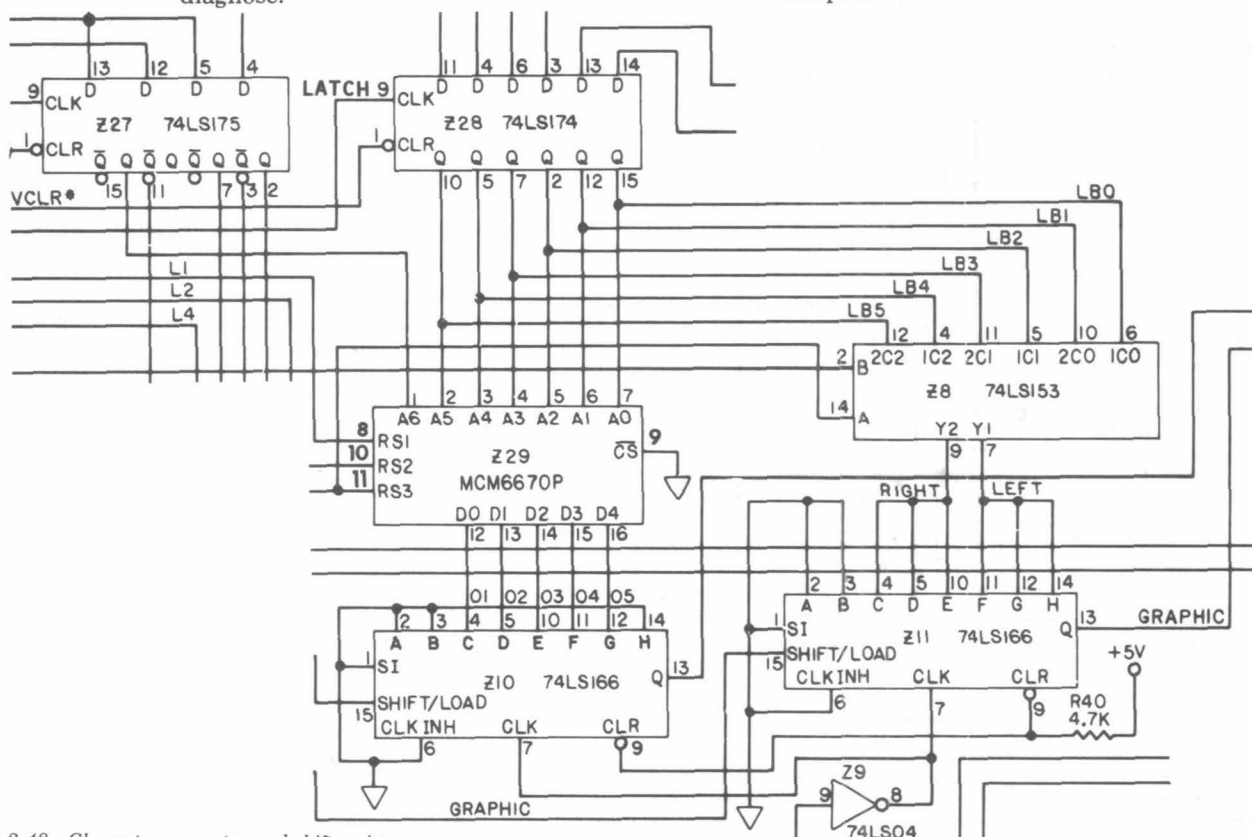 diagnose.
13 12 5 4
D D D D
9 CLK
Z27 74LS175
1 CLR
Q̅ Q Q̅ Q Q̅ Q Q̅ Q
15 11 7 3 2
VCLR*
L1
L2
L4
11 4 6 3 13 14
D D D D D D
LATCH 9 CLK
Z28 74LS174
1 CLR
Q Q Q Q Q Q
10 5 7 2 12 15
LB0
LB1
LB2
LB3
LB4
LB5
12 4 11 5 10 6
2C2 1C2 2C1 1C1 2C0 1C0
2 B
Z8 74LS153
14 A
Y2 Y1
9 7
1 2 3 4 5 6 7
A6 A5 A4 A3 A2 A1 A0
8 RS1
10 RS2
11 RS3
Z29
MCM6670P
C̅S̅ 9
D0 D1 D2 D3 D4
12 13 14 15 16
RIGHT LEFT
O1 O2 O3 O4 O5
2 3 4 5 10 11 12 14
A B C D E F G H
1 SI
Z10 74LS166
Q 13
SHIFT/LOAD
15
CLK INH CLK CLR
6 7 9
2 3 4 5 10 11 12 14
A B C D E F G H
1 SI
Z11 74LS166
Q 13
GRAPHIC
SHIFT/LOAD
15
CLK INH CLK CLR
6 7 9
+5V
R40
4.7K
Z9
9 8
74LS04
GRAPHIC